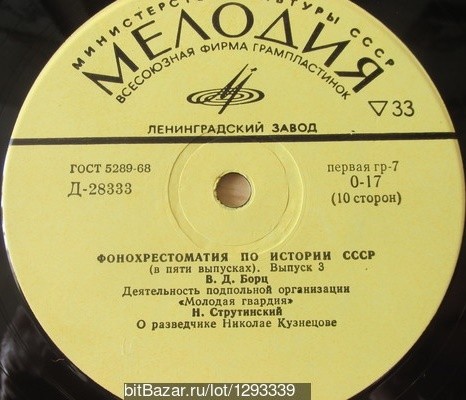 МИНИСТЕРСТВО КУЛЬТУРЫ СССР
МЕЛОДИЯ
ВСЕСОЮЗНАЯ ФИРМА ГРАМПЛАСТИНОК
▽33
ЛЕНИНГРАДСКИЙ ЗАВОД
ГОСТ 5289-68
Д-28333
первая гр-7
0-17
(10 сторон)
ФОНОХРЕСТОМАТИЯ ПО ИСТОРИИ СССР
(в пяти выпусках). Выпуск 3
В. Д. Борц
Деятельность подпольной организации
«Молодая гвардия»
Н. Струтинский
О разведчике Николае Кузнецове
bitBazar.ru/lot/1293339